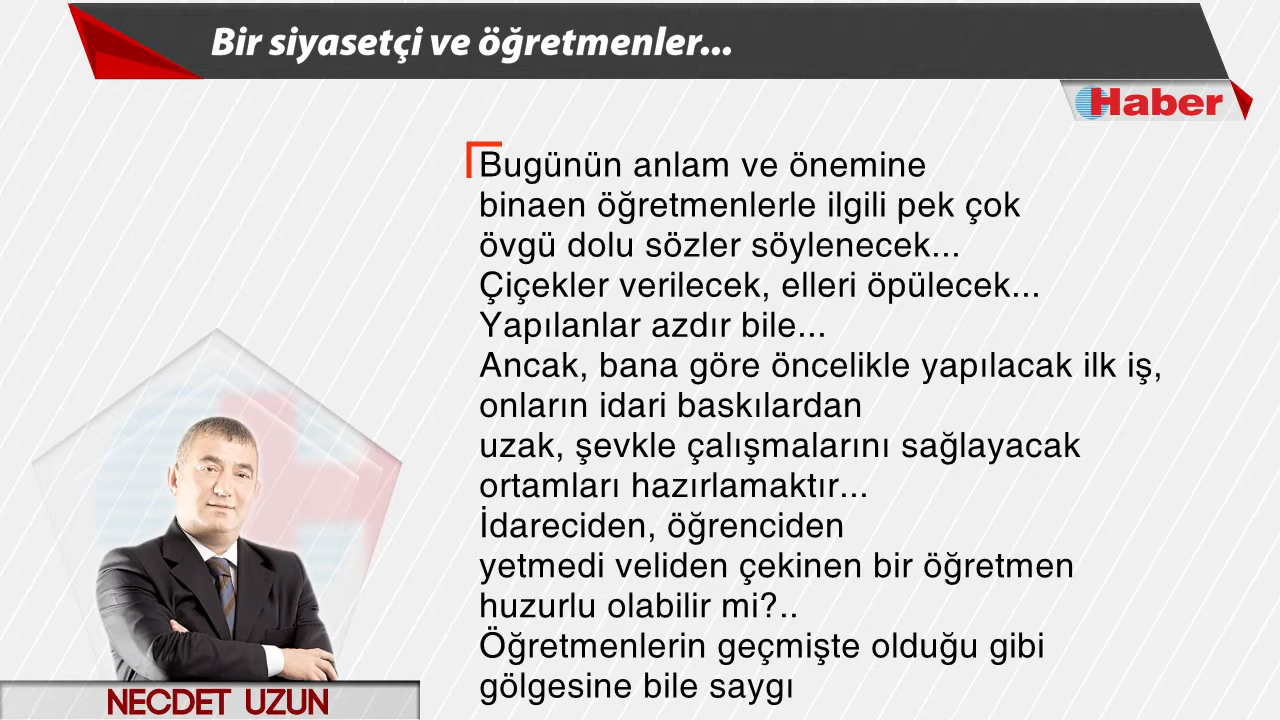 Bir siyasetçi ve öğretmenler...
Haber
Bugünün anlam ve önemine
binaen öğretmenlerle ilgili pek çok
övgü dolu sözler söylenecek...
Çiçekler verilecek, elleri öpülecek...
Yapılanlar azdır bile...
Ancak, bana göre öncelikle yapılacak ilk iş,
onların idari baskılardan
uzak, şevkle çalışmalarını sağlayacak
ortamları hazırlamaktır...
İdareciden, öğrenciden
yetmedi veliden çekinen bir öğretmen
huzurlu olabilir mi?..
Öğretmenlerin geçmişte olduğu gibi
gölgesine bile saygı
NECDET UZUN